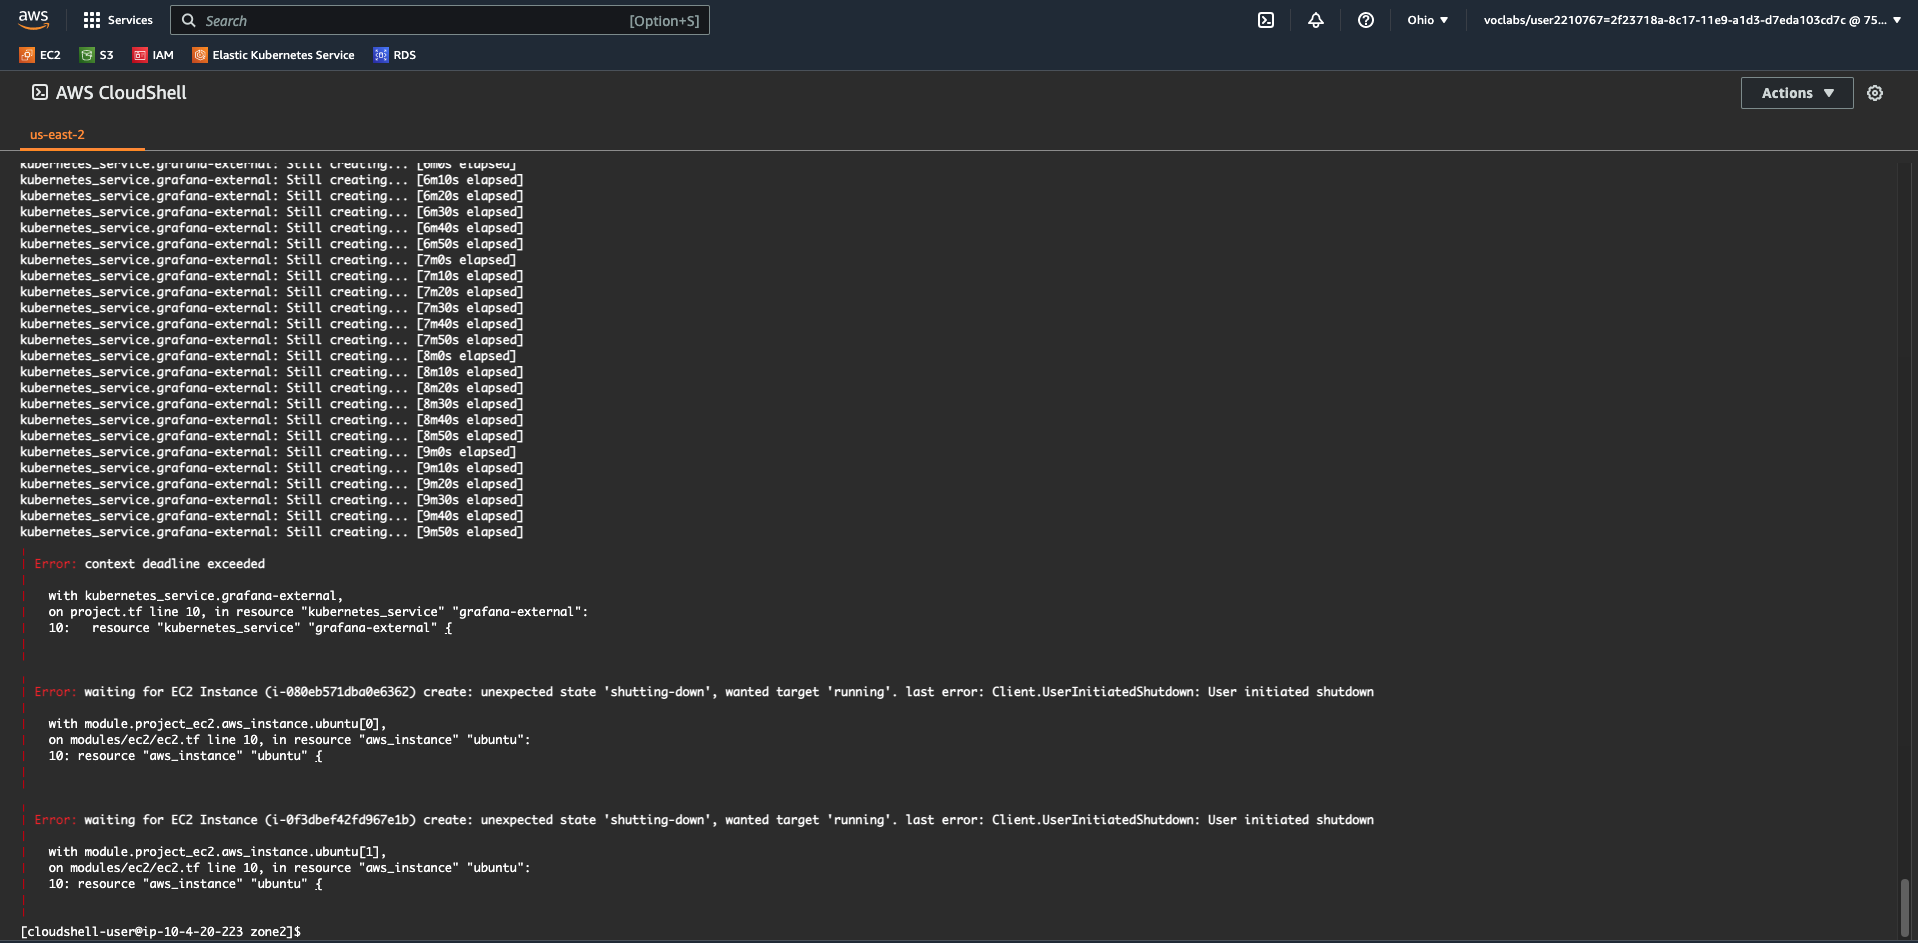 aws
Services
Search
[Option+S]
Ohio
voclabs/user2210767=2f23718a-8c17-11e9-a1d3-d7eda103cd7c @ 75...
EC2
S3
IAM
Elastic Kubernetes Service
RDS
AWS CloudShell
Actions
us-east-2
kubernetes_service.grafana-external: Still creating... [6m0s elapsed]
kubernetes_service.grafana-external: Still creating... [6m10s elapsed]
kubernetes_service.grafana-external: Still creating... [6m20s elapsed]
kubernetes_service.grafana-external: Still creating... [6m30s elapsed]
kubernetes_service.grafana-external: Still creating... [6m40s elapsed]
kubernetes_service.grafana-external: Still creating... [6m50s elapsed]
kubernetes_service.grafana-external: Still creating... [7m0s elapsed]
kubernetes_service.grafana-external: Still creating... [7m10s elapsed]
kubernetes_service.grafana-external: Still creating... [7m20s elapsed]
kubernetes_service.grafana-external: Still creating... [7m30s elapsed]
kubernetes_service.grafana-external: Still creating... [7m40s elapsed]
kubernetes_service.grafana-external: Still creating... [7m50s elapsed]
kubernetes_service.grafana-external: Still creating... [8m0s elapsed]
kubernetes_service.grafana-external: Still creating... [8m10s elapsed]
kubernetes_service.grafana-external: Still creating... [8m20s elapsed]
kubernetes_service.grafana-external: Still creating... [8m30s elapsed]
kubernetes_service.grafana-external: Still creating... [8m40s elapsed]
kubernetes_service.grafana-external: Still creating... [8m50s elapsed]
kubernetes_service.grafana-external: Still creating... [9m0s elapsed]
kubernetes_service.grafana-external: Still creating... [9m10s elapsed]
kubernetes_service.grafana-external: Still creating... [9m20s elapsed]
kubernetes_service.grafana-external: Still creating... [9m30s elapsed]
kubernetes_service.grafana-external: Still creating... [9m40s elapsed]
kubernetes_service.grafana-external: Still creating... [9m50s elapsed]
Error: context deadline exceeded
with kubernetes_service.grafana-external,
on project.tf line 10, in resource "kubernetes_service" "grafana-external":
10:   resource "kubernetes_service" "grafana-external" {
Error: waiting for EC2 Instance (i-080eb571dba0e6362) create: unexpected state 'shutting-down', wanted target 'running'. last error: Client.UserInitiatedShutdown: User initiated shutdown
with module.project_ec2.aws_instance.ubuntu[0],
on modules/ec2/ec2.tf line 10, in resource "aws_instance" "ubuntu":
10: resource "aws_instance" "ubuntu" {
Error: waiting for EC2 Instance (i-0f3dbef42fd967e1b) create: unexpected state 'shutting-down', wanted target 'running'. last error: Client.UserInitiatedShutdown: User initiated shutdown
with module.project_ec2.aws_instance.ubuntu[1],
on modules/ec2/ec2.tf line 10, in resource "aws_instance" "ubuntu":
10: resource "aws_instance" "ubuntu" {
[cloudshell-user@ip-10-4-20-223 zone2]$